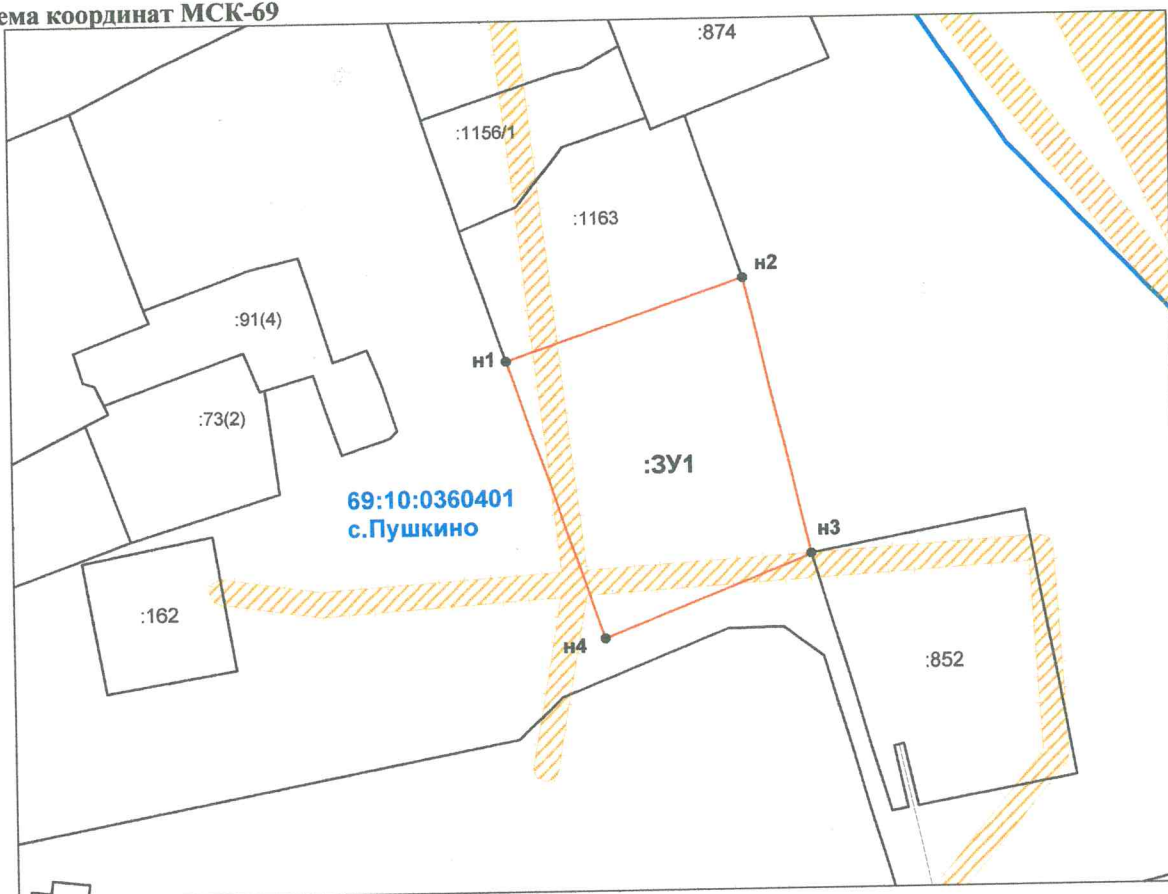 ема координат МСК-69
:874
:1156/1
:1163
н2
:91(4)
н1
:73(2)
:ЗУ1
69:10:0360401
с.Пушкино
н3
:162
н4
:852